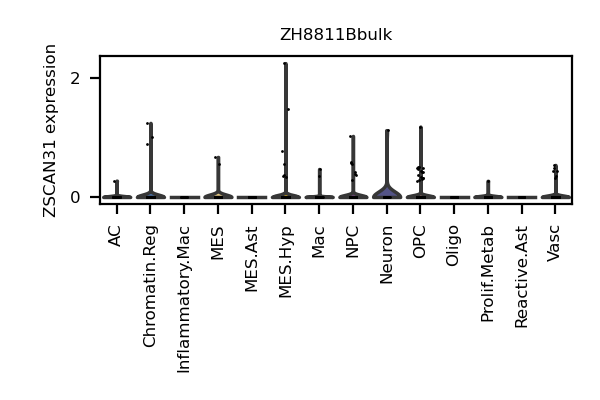 ZH8811Bbulk
ZSCAN31 expression
2
0
AC
Chromatin.Reg
Inflammatory.Mac
MES
MES.Ast
MES.Hyp
Mac
NPC
Neuron
OPC
Oligo
Prolif.Metab
Reactive.Ast
Vasc